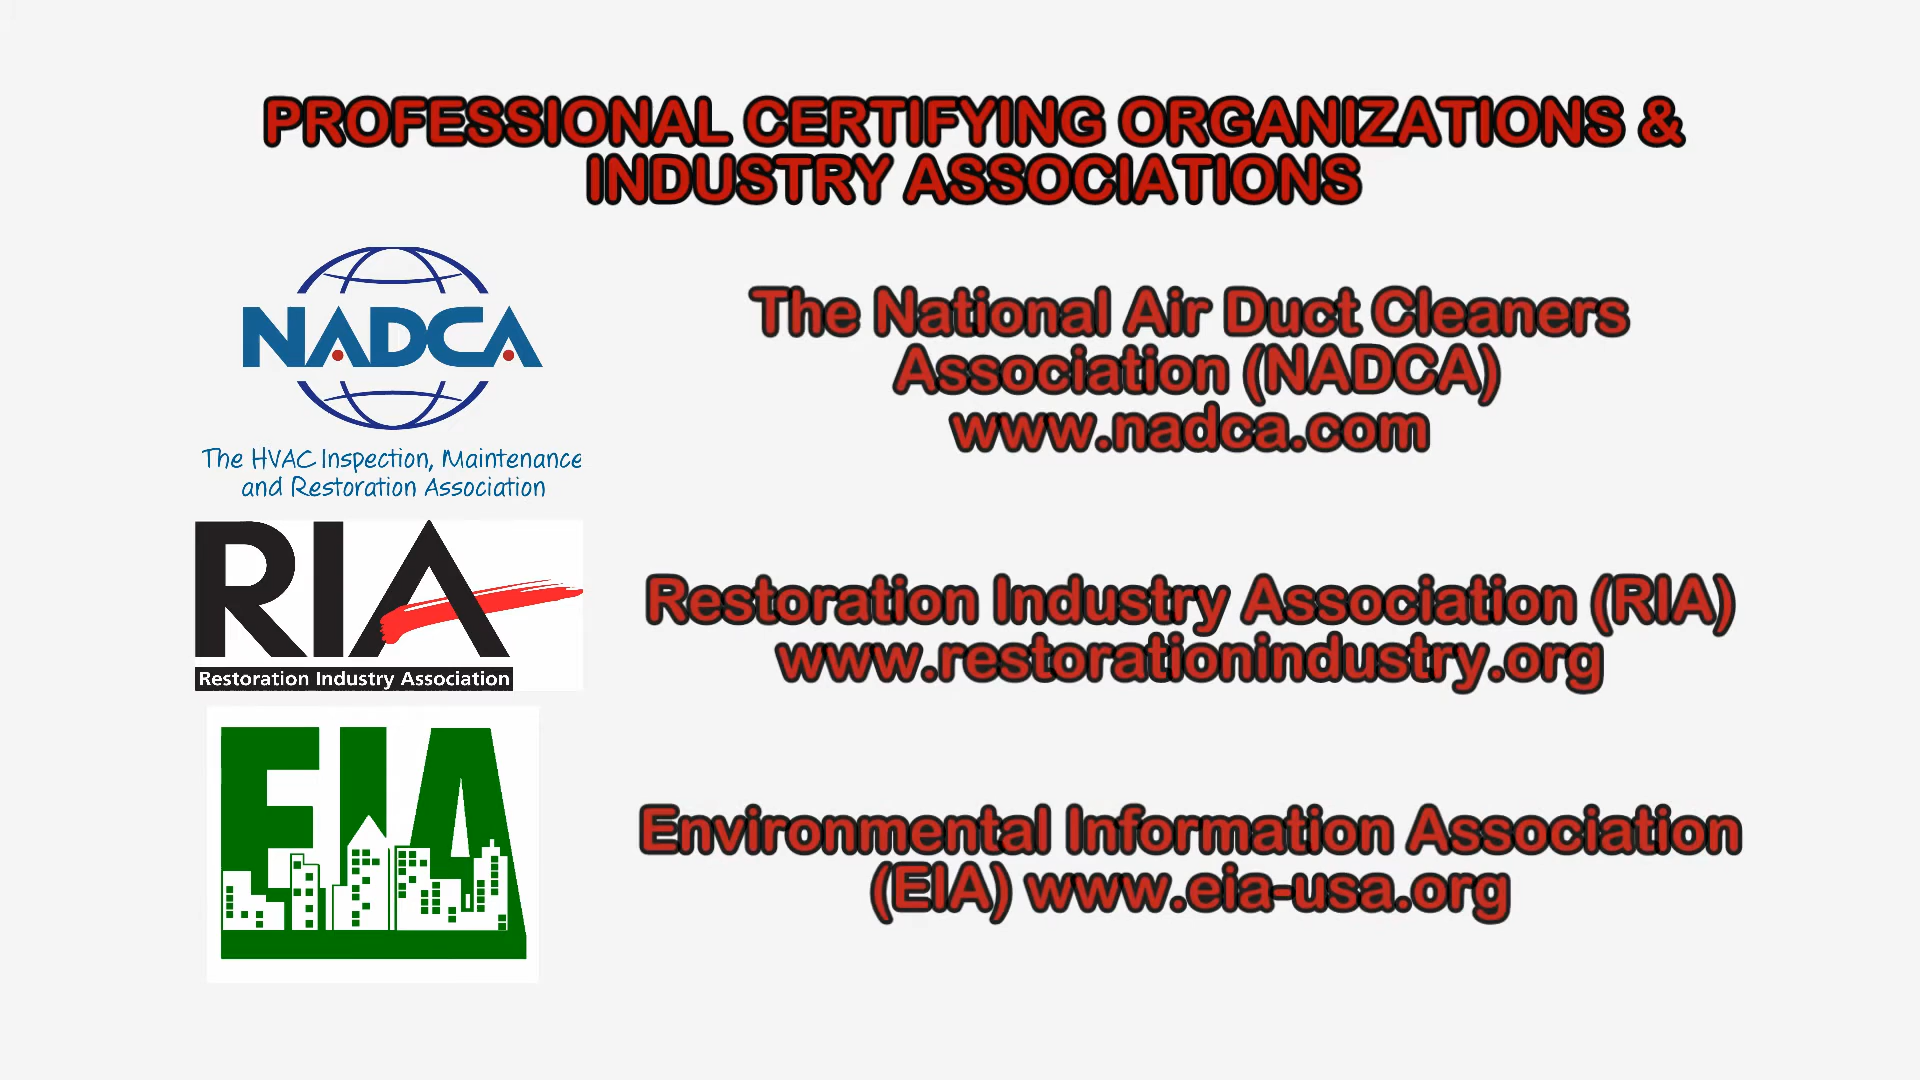 PROFESSIONAL CERTIFYING ORGANIZATIONS &
INDUSTRY ASSOCIATIONS
NADCA
The HVAC Inspection, Maintenance
and Restoration Association
The National Air Duct Cleaners
Association (NADCA)
www.nadca.com
RIA
Restoration Industry Association
Restoration Industry Association (RIA)
www.restorationindustry.org
EIA
Environmental Information Association
(EIA) www.eia-usa.org